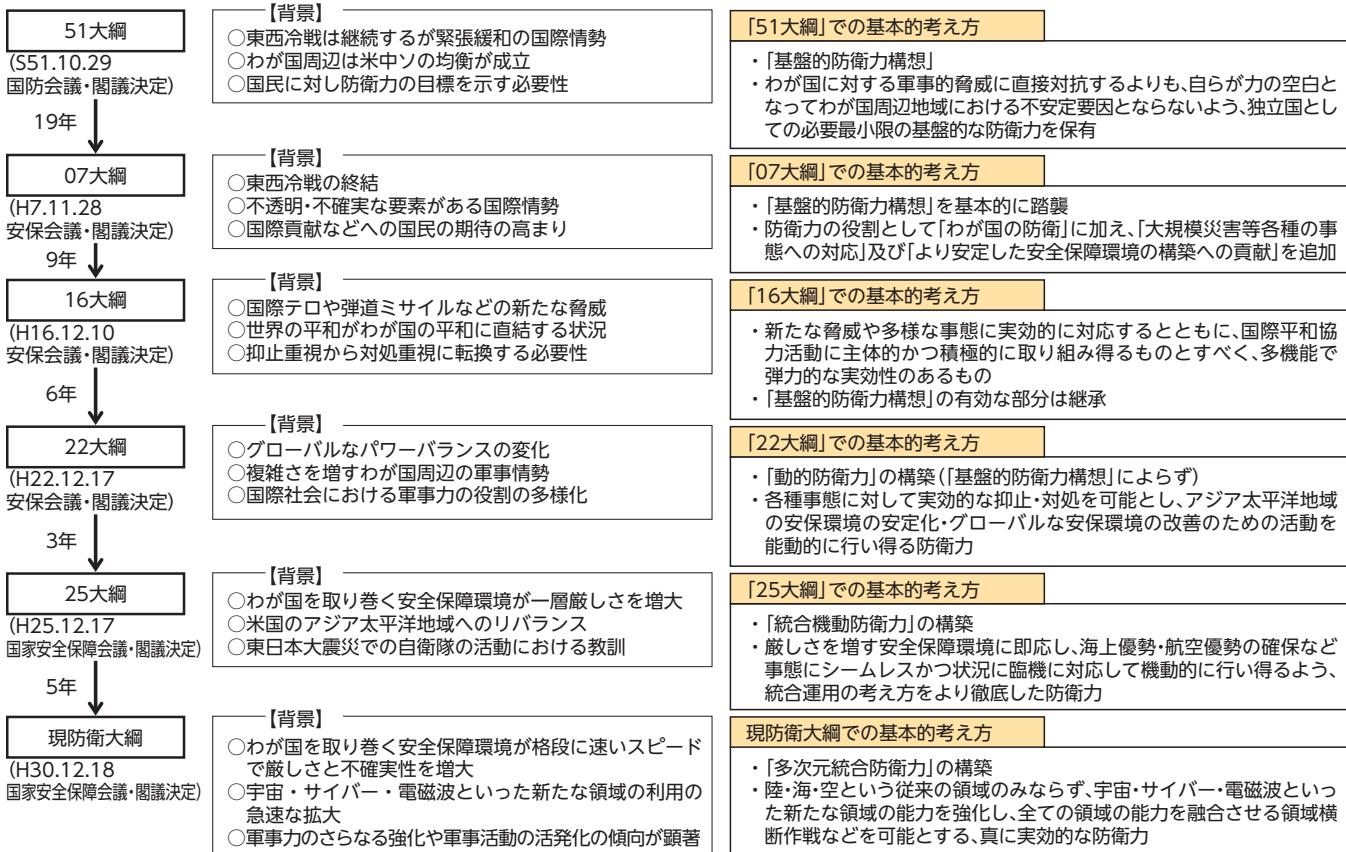 51大綱
(S51.10.29
国防会議・閣議決定)
【背景】
○東西冷戦は継続するが緊張緩和の国際情勢
○わが国周辺は米中ソの均衡が成立
○国民に対し防衛力の目標を示す必要性
「51大綱」での基本的考え方
・「基盤的防衛力構想」
・わが国に対する軍事的脅威に直接対抗するよりも、自らが力の空白と
なってわが国周辺地域における不安定要因とならないよう、独立国とし
ての必要最小限の基盤的な防衛力を保有
19年
07大綱
(H7.11.28
安保会議・閣議決定)
【背景】
○東西冷戦の終結
○不透明・不確実な要素がある国際情勢
○国際貢献などへの国民の期待の高まり
「07大綱」での基本的考え方
・「基盤的防衛力構想」を基本的に踏襲
・防衛力の役割として「わが国の防衛」に加え、「大規模災害等各種の事
態への対応」及び「より安定した安全保障環境の構築への貢献」を追加
9年
16大綱
(H16.12.10
安保会議・閣議決定)
【背景】
○国際テロや弾道ミサイルなどの新たな脅威
○世界の平和がわが国の平和に直結する状況
○抑止重視から対処重視に転換する必要性
「16大綱」での基本的考え方
・新たな脅威や多様な事態に実効的に対応するとともに、国際平和協
力活動に主体的かつ積極的に取り組み得るものとすべく、多機能で
弾力的な実効性のあるもの
・「基盤的防衛力構想」の有効な部分は継承
6年
22大綱
(H22.12.17
安保会議・閣議決定)
【背景】
○グローバルなパワーバランスの変化
○複雑さを増すわが国周辺の軍事情勢
○国際社会における軍事力の役割の多様化
「22大綱」での基本的考え方
・「動的防衛力」の構築(「基盤的防衛力構想」によらず)
・各種事態に対して実効的な抑止・対処を可能とし、アジア太平洋地域
の安保環境の安定化・グローバルな安保環境の改善のための活動を
能動的に行い得る防衛力
3年
25大綱
(H25.12.17
国家安全保障会議・閣議決定)
【背景】
○わが国を取り巻く安全保障環境が一層厳しさを増大
○米国のアジア太平洋地域へのリバランス
○東日本大震災での自衛隊の活動における教訓
「25大綱」での基本的考え方
・「統合機動防衛力」の構築
・厳しさを増す安全保障環境に即応し、海上優勢・航空優勢の確保など
事態にシームレスかつ状況に臨機に対応して機動的に行い得るよう、
統合運用の考え方をより徹底した防衛力
5年
現防衛大綱
(H30.12.18
国家安全保障会議・閣議決定)
【背景】
○わが国を取り巻く安全保障環境が格段に速いスピード
で厳しさと不確実性を増大
○宇宙・サイバー・電磁波といった新たな領域の利用の
急速な拡大
○軍事力のさらなる強化や軍事活動の活発化の傾向が顕著
現防衛大綱での基本的考え方
・「多次元統合防衛力」の構築
・陸・海・空という従来の領域のみならず、宇宙・サイバー・電磁波といっ
た新たな領域の能力を強化し、全ての領域の能力を融合させる領域横
断作戦などを可能とする、真に実効的な防衛力